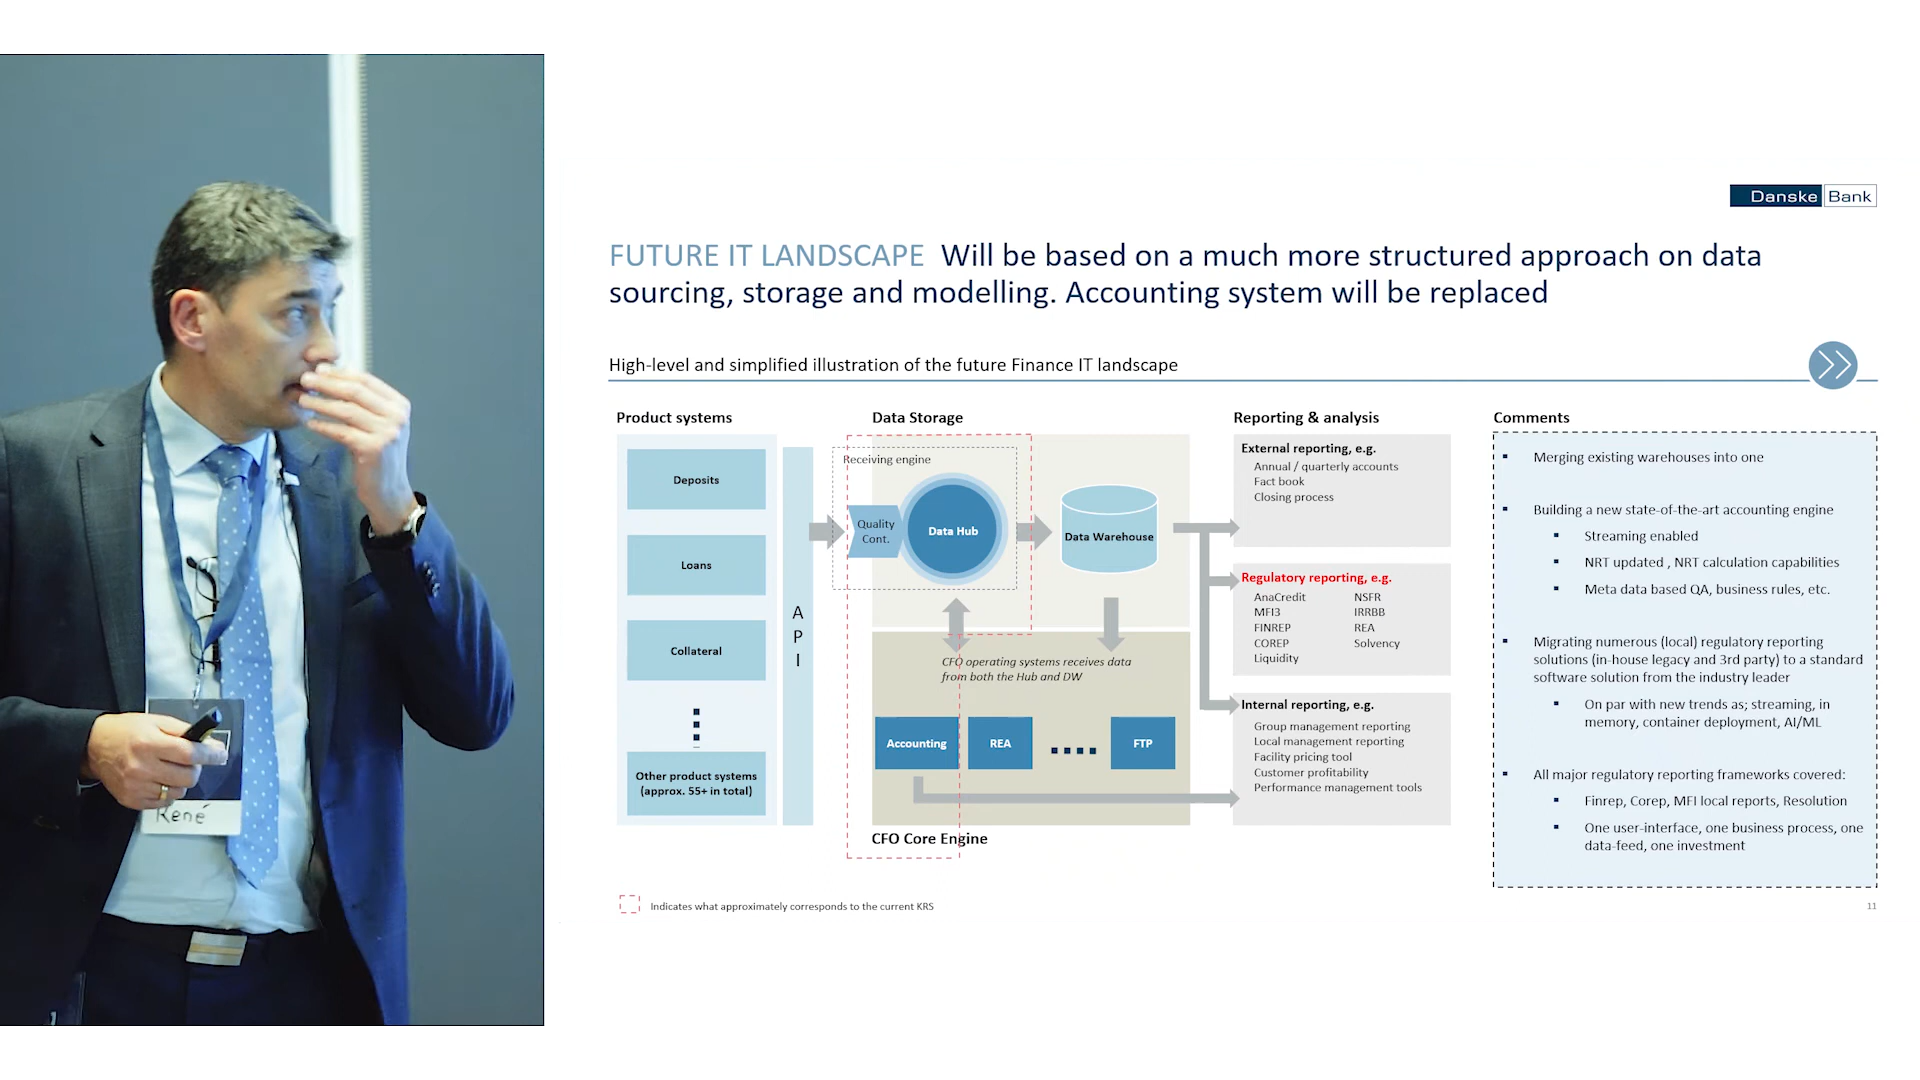 Danske Bank
FUTURE IT LANDSCAPE Will be based on a much more structured approach on data
sourcing, storage and modelling. Accounting system will be replaced
High-level and simplified illustration of the future Finance IT landscape
Product systems
Deposits
Loans
Collateral
Other product systems
(approx. 55+ in total)
A
P
I
Data Storage
Receiving engine
Quality
Cont.
Data Hub
Data Warehouse
CFO operating systems receives data
from both the Hub and DW
Accounting
REA
FTP
CFO Core Engine
Reporting & analysis
External reporting, e.g.
Annual / quarterly accounts
Fact book
Closing process
Regulatory reporting, e.g.
AnaCredit NSFR
MFI3 IRRBB
FINREP REA
COREP Solvency
Liquidity
Internal reporting, e.g.
Group management reporting
Local management reporting
Facility pricing tool
Customer profitability
Performance management tools
Comments
Merging existing warehouses into one
Building a new state-of-the-art accounting engine
Streaming enabled
NRT updated , NRT calculation capabilities
Meta data based QA, business rules, etc.
Migrating numerous (local) regulatory reporting
solutions (in-house legacy and 3rd party) to a standard
software solution from the industry leader
On par with new trends as; streaming, in
memory, container deployment, AI/ML
All major regulatory reporting frameworks covered:
Finrep, Corep, MFI local reports, Resolution
One user-interface, one business process, one
data-feed, one investment
Indicates what approximately corresponds to the current KRS
11
René